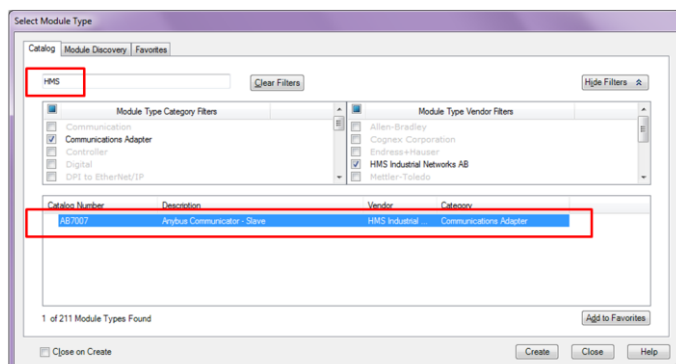 Select Module Type
Catalog Module Discovery Favorites
HMS Clear Filters Hide Filters
Module Type Category Filters Module Type Vendor Filters
Communication Allen-Bradley
Communications Adapter Cognex Corporation
Controller Endress+Hauser
Digital HMS Industrial Networks AB
DPI to EtherNet/IP Mettler-Toledo
Catalog Number Description Vendor Category
AB7007 Anybus Communicator - Slave HMS Industrial ... Communications Adapter
1 of 211 Module Types Found Add to Favorites
Close on Create Create Close Help